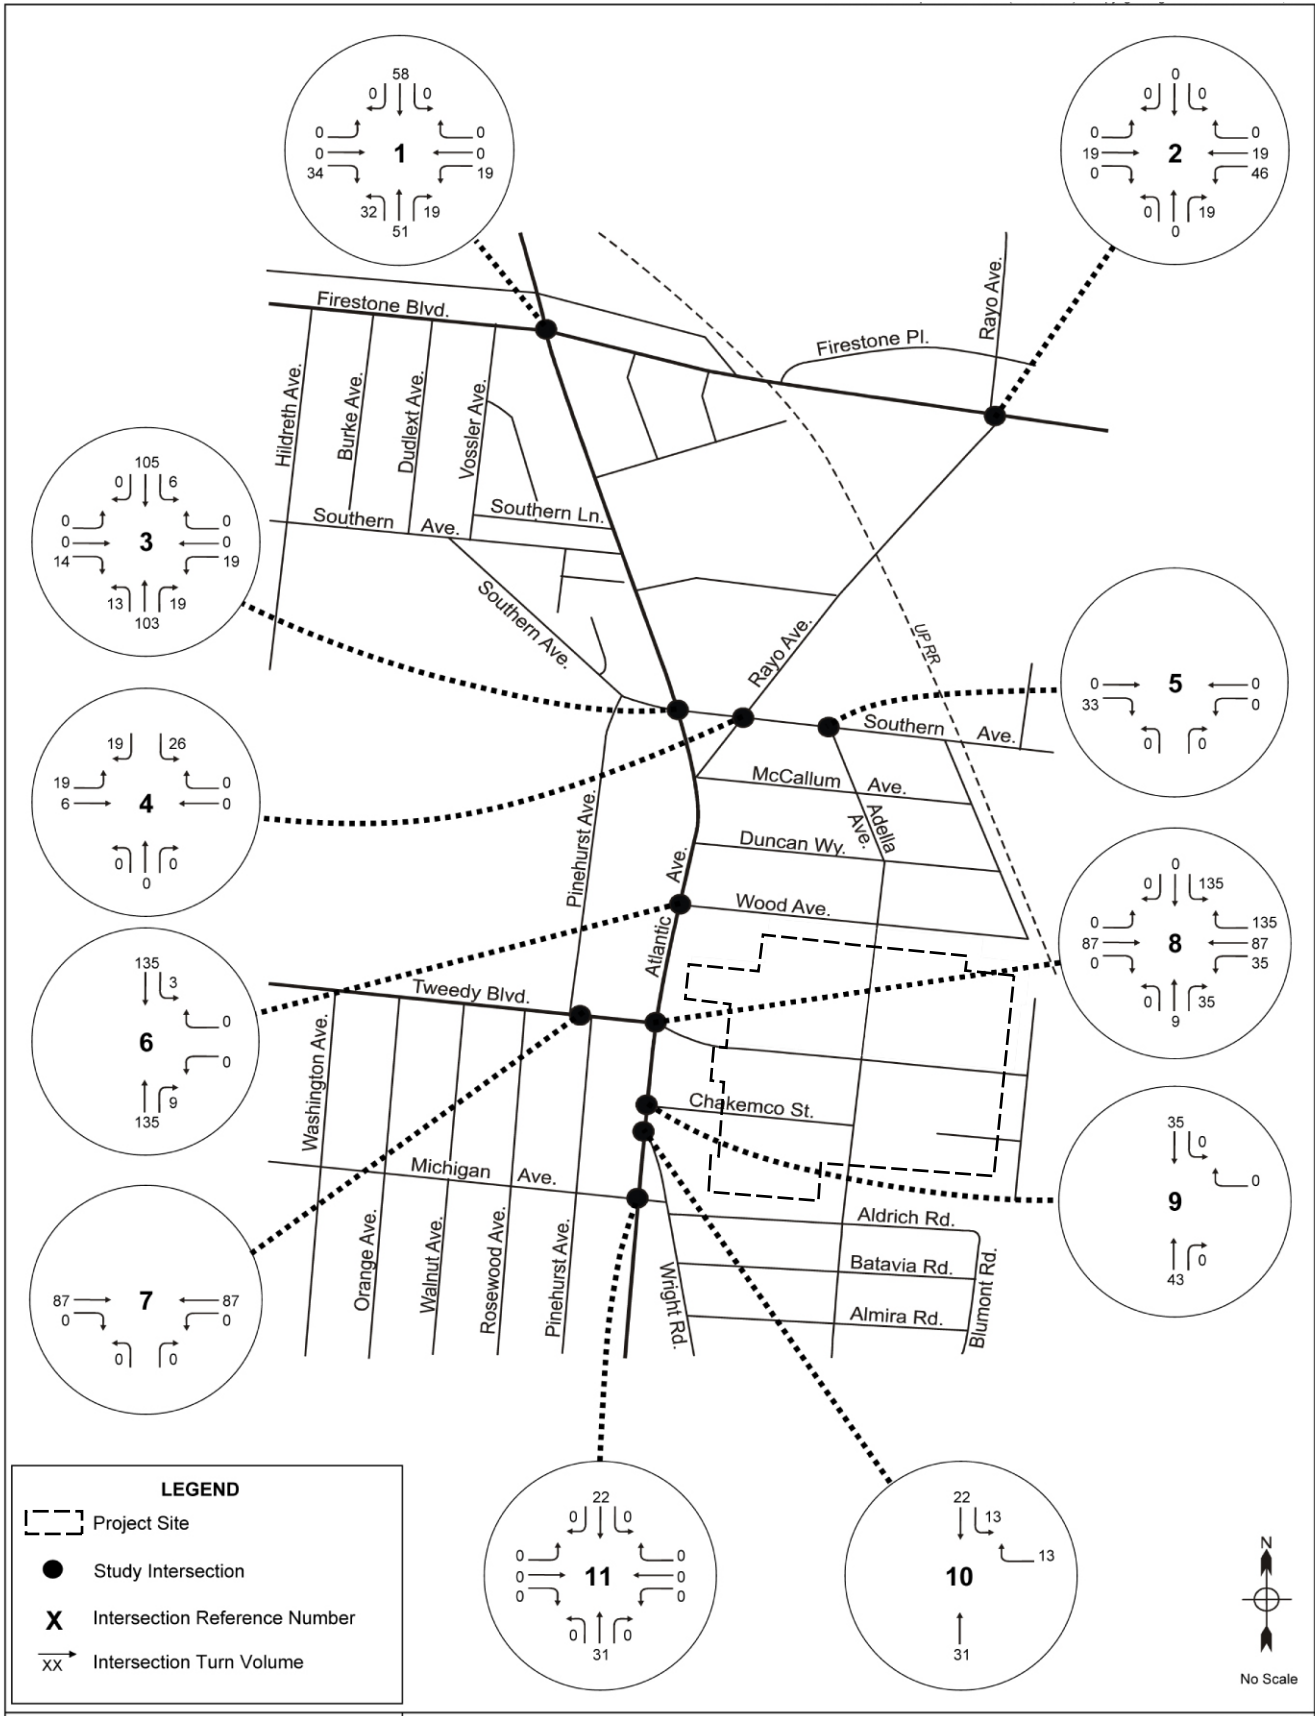 58
0 0
0 0
0 1 0
34 19
32 19
51
0
0 0
0 0
19 2 19
0 46
0 19
0
Rayo Ave.
Firestone Blvd.
Firestone Pl.
Hildreth Ave.
Burke Ave.
Dudlext Ave.
Vossler Ave.
105
0 6
0 0
0 3 0
14 19
13 19
103
Southern Ave.
Southern Ln.
Southern Ave.
Rayo Ave.
UP RR
0 5 0
33 0
0 0
Southern Ave.
19 26
19 0
6 4 0
0 0
0
McCallum Ave.
Adella Ave.
Pinehurst Ave.
Duncan Wy.
Ave.
Wood Ave.
Atlantic
0
0 135
0 135
87 8 87
0 35
0 35
9
135
3
0
6
0
9
135
Tweedy Blvd.
Washington Ave.
Chakemco St.
Michigan Ave.
35
0
0
9
0
43
87 7 87
0 0
0 0
Orange Ave.
Walnut Ave.
Rosewood Ave.
Pinehurst Ave.
Wright Rd.
Aldrich Rd.
Batavia Rd.
Almira Rd.
Blumont Rd.
22
0 0
0 0
0 11 0
0 0
0 0
31
22
13
13
10
31
LEGEND
Project Site
Study Intersection
X Intersection Reference Number
XX Intersection Turn Volume
N
No Scale